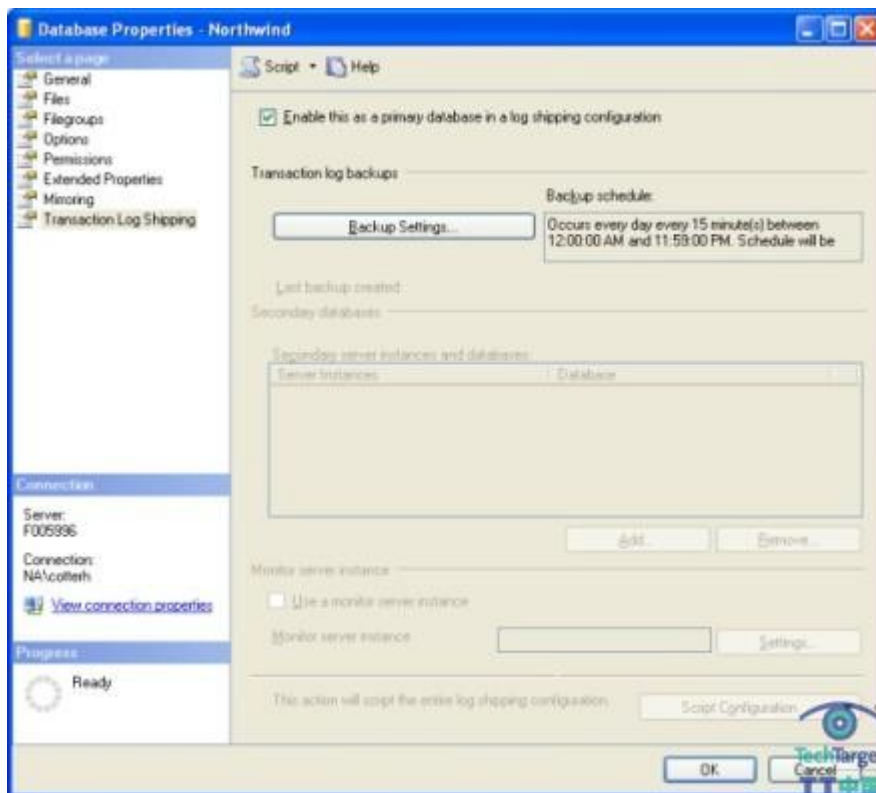 Database Properties - Northwind
Select a page
General
Files
Filegroups
Options
Permissions
Extended Properties
Mirroring
Transaction Log Shipping
Script
Help
Enable this as a primary database in a log shipping configuration
Transaction log backups
Backup schedule:
Backup Settings...
Occurs every day every 15 minute(s) between
12:00:00 AM and 11:59:00 PM. Schedule will be
Last backup created
Secondary databases
Secondary server instances and databases:
Server Instances
Database
Add...
Remove...
Monitor server instance
Use a monitor server instance
Monitor server instance
Settings...
This action will script the entire log shipping configuration.
Script Configuration
Connection
Server:
F005996
Connection:
NA\cotterh
View connection properties
Progress
Ready
OK
Cancel
TechTarge
TT中